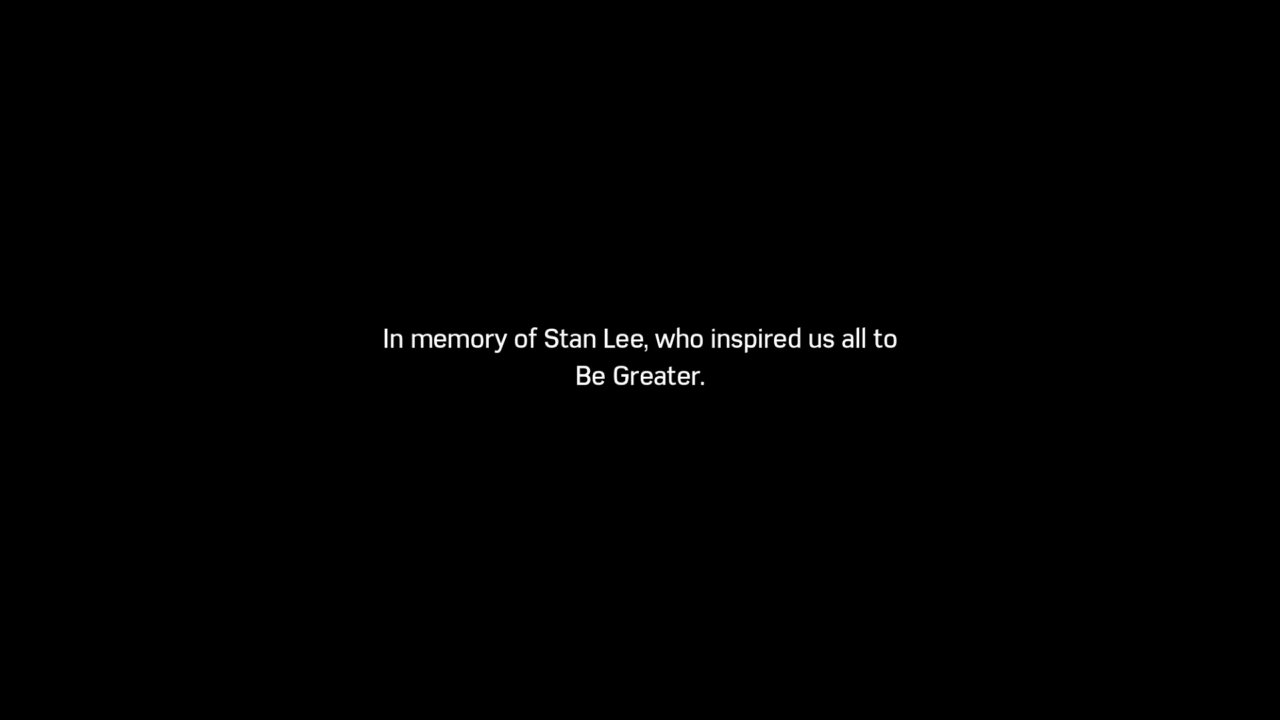 In memory of Stan Lee, who inspired us all to
Be Greater.